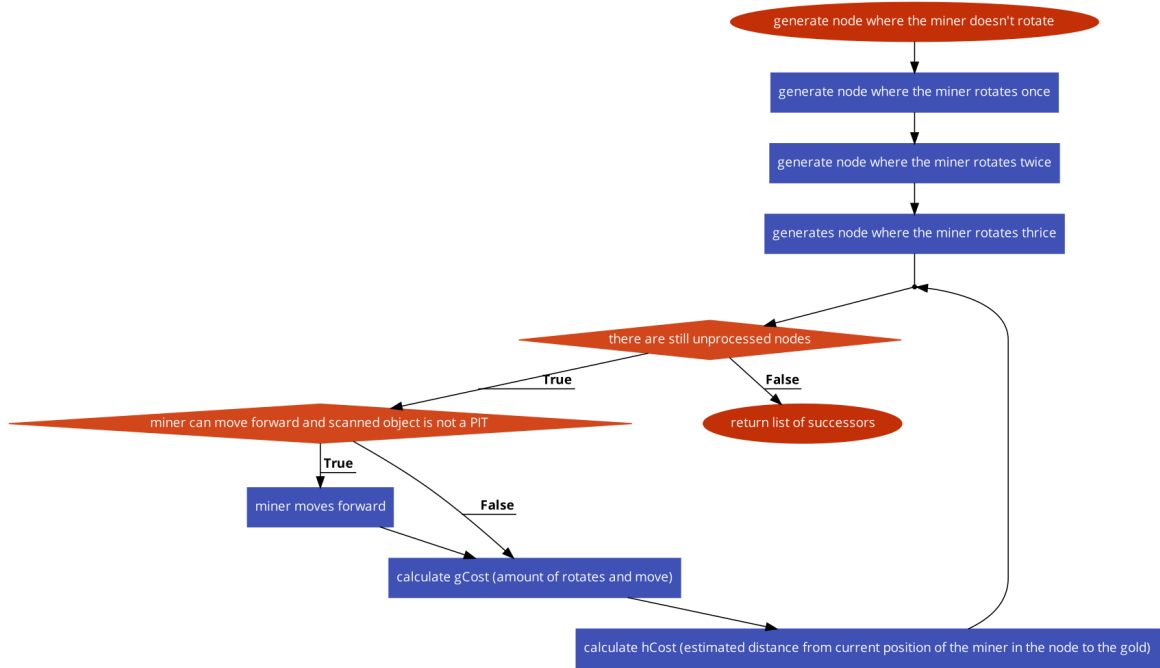 generate node where the miner doesn't rotate
generate node where the miner rotates once
generate node where the miner rotates twice
generates node where the miner rotates thrice
there are still unprocessed nodes
True
False
miner can move forward and scanned object is not a PIT
return list of successors
True
False
miner moves forward
calculate gCost (amount of rotates and move)
calculate hCost (estimated distance from current position of the miner in the node to the gold)